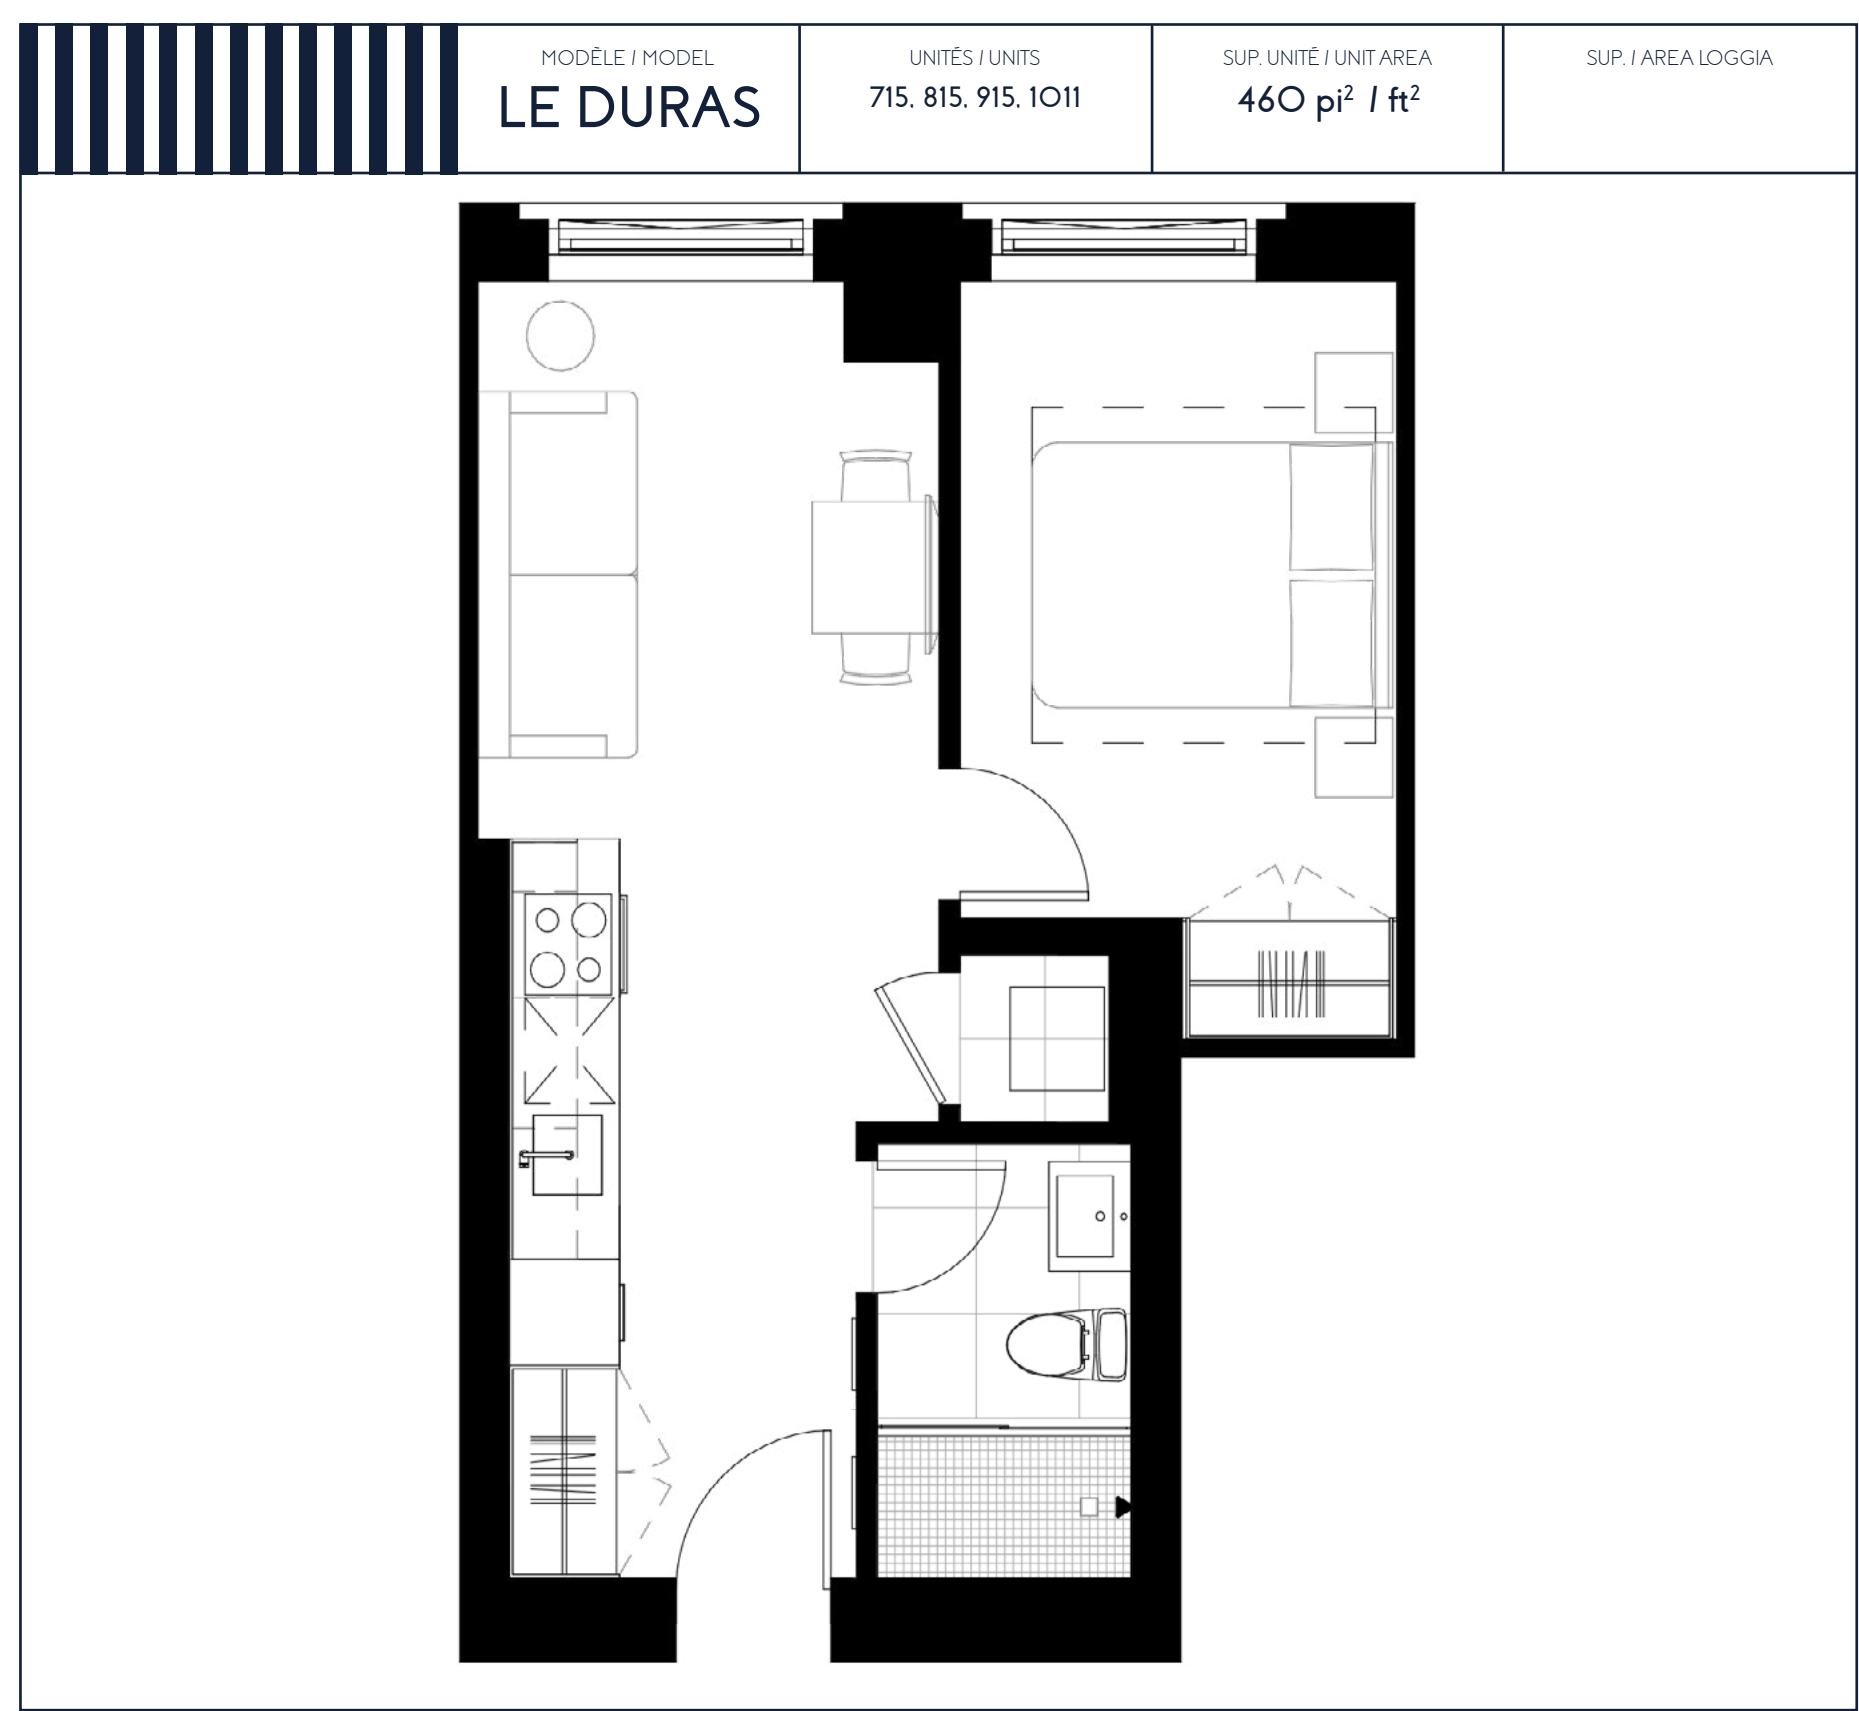 MODÈLE / MODEL
LE DURAS
UNITÉS / UNITS
715, 815, 915, 1011
SUP. UNITÉ / UNIT AREA
460 pi² / ft²
SUP. / AREA LOGGIA